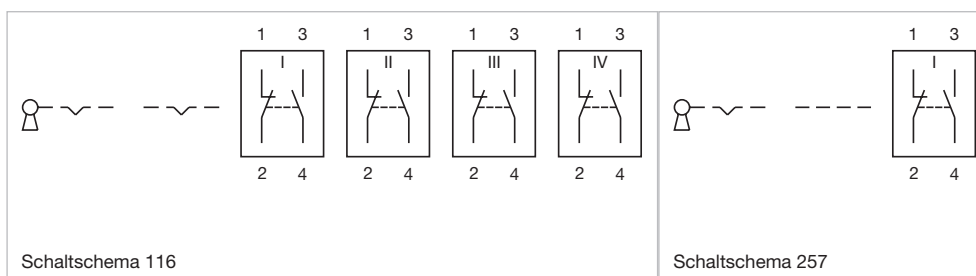 1 3 1 3 1 3 1 3
I II III IV
2 4 2 4 2 4 2 4
Schaltschema 116
1 3
I
2 4
Schaltschema 257